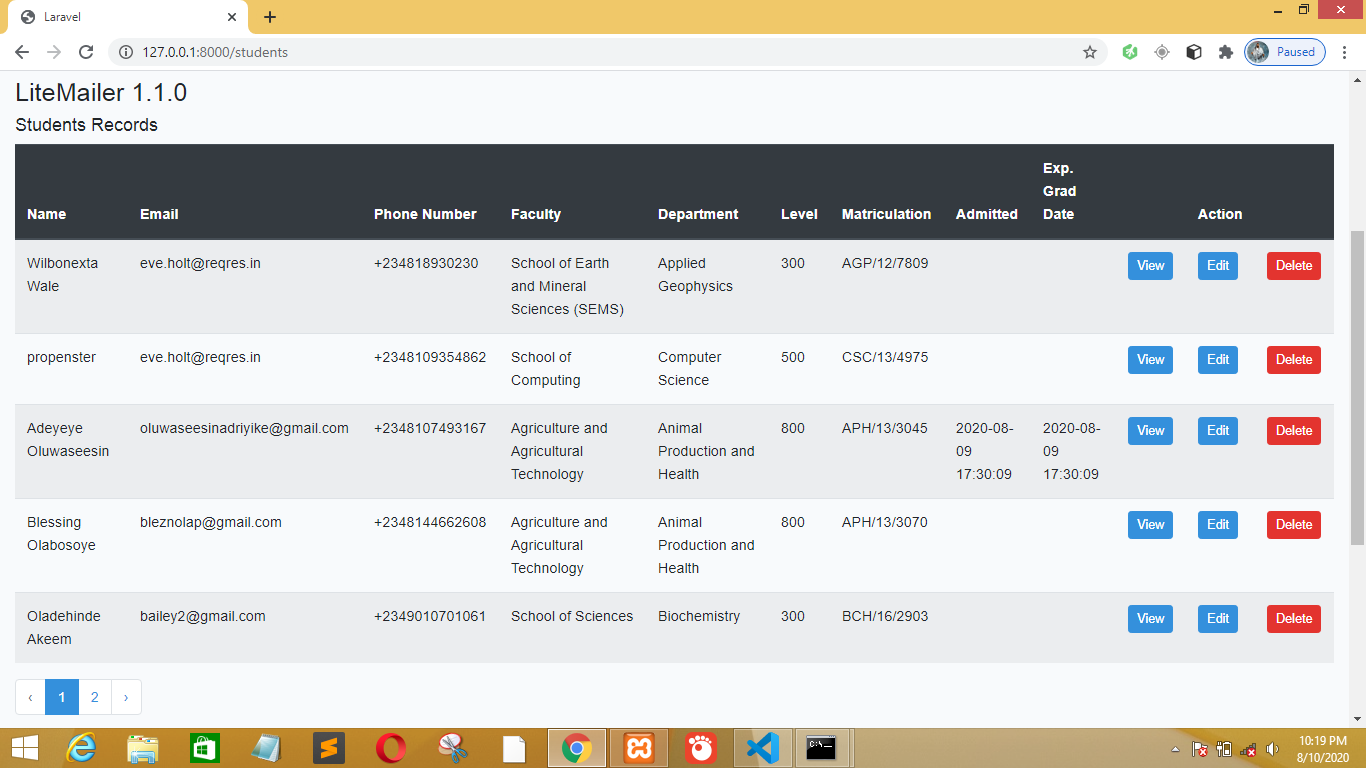 Laravel
127.0.0.1:8000/students
Paused
LiteMailer 1.1.0
Students Records
Name Email Phone Number Faculty Department Level Matriculation Admitted Exp. Grad Date Action
Wilbonexta Wale eve.holt@reqres.in +234818930230 School of Earth and Mineral Sciences (SEMS) Applied Geophysics 300 AGP/12/7809 View Edit Delete
propenster eve.holt@reqres.in +2348109354862 School of Computing Computer Science 500 CSC/13/4975 View Edit Delete
Adeyeye Oluwaseesin oluwaseesinadriyike@gmail.com +2348107493167 Agriculture and Agricultural Technology Animal Production and Health 800 APH/13/3045 2020-08-09 17:30:09 2020-08-09 17:30:09 View Edit Delete
Blessing Olabosoye bleznolap@gmail.com +2348144662608 Agriculture and Agricultural Technology Animal Production and Health 800 APH/13/3070 View Edit Delete
Oladehinde Akeem bailey2@gmail.com +2349010701061 School of Sciences Biochemistry 300 BCH/16/2903 View Edit Delete
‹ 1 2 ›
10:19 PM
8/10/2020